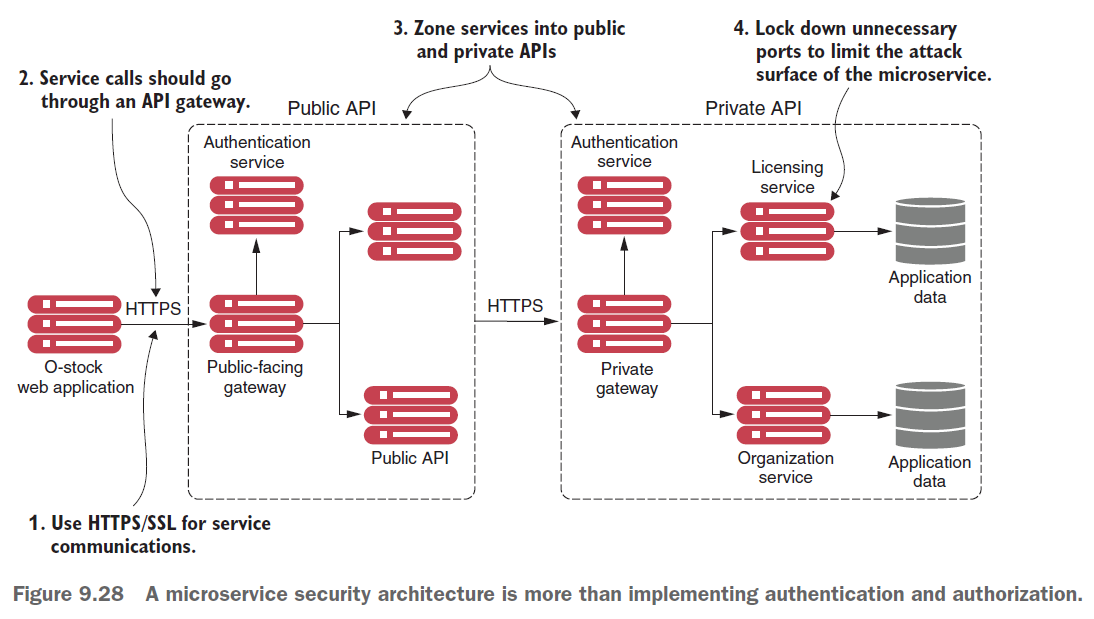 3. Zone services into public
and private APIs
4. Lock down unnecessary
ports to limit the attack
surface of the microservice.
2. Service calls should go
through an API gateway.
Public API
Private API
Authentication
service
Authentication
service
Licensing
service
Application
data
HTTPS
HTTPS
O-stock
web application
Public-facing
gateway
Private
gateway
Public API
Organization
service
Application
data
1. Use HTTPS/SSL for service
communications.
Figure 9.28 A microservice security architecture is more than implementing authentication and authorization.